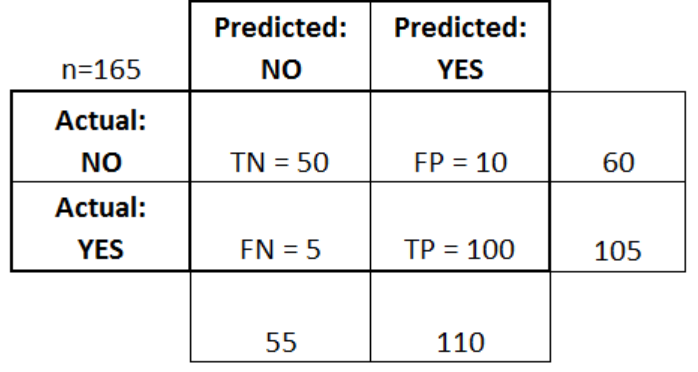 Predicted: Predicted:
n=165 NO YES
Actual:
NO TN = 50 FP = 10 60
Actual:
YES FN = 5 TP = 100 105
55 110